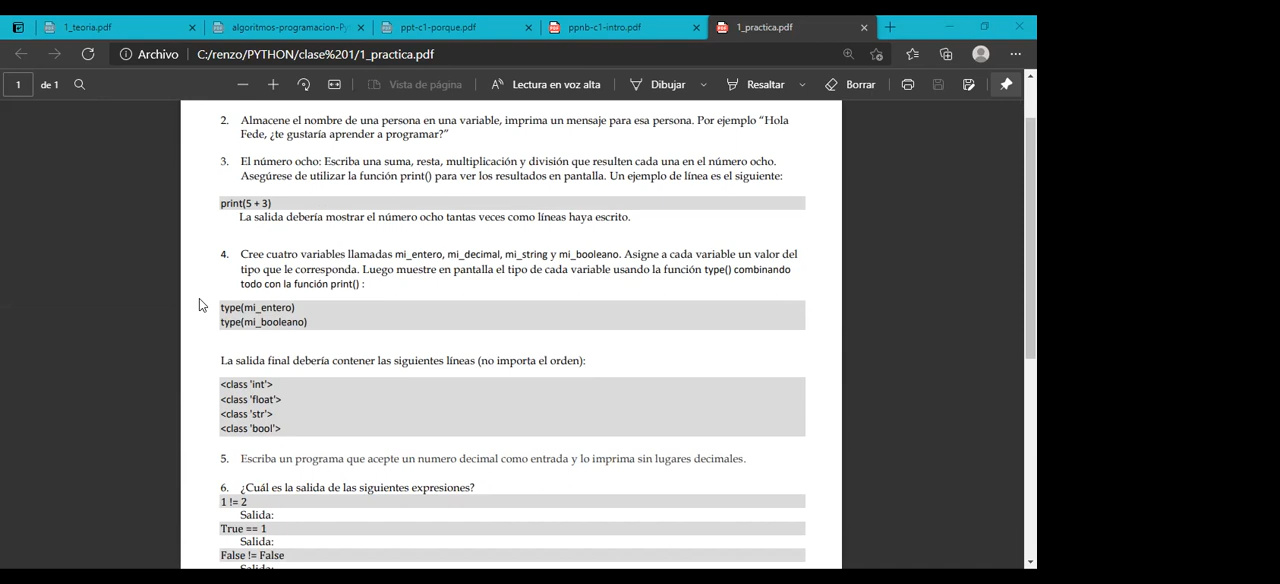 1_teoria.pdf
algoritmos-programacion-Py
ppt-c1-porque.pdf
ppnb-c1-intro.pdf
1_practica.pdf
Archivo C:/renzo/PYTHON/clase%201/1_practica.pdf
1 de 1 Vista de página Lectura en voz alta Dibujar Resaltar Borrar
2. Almacene el nombre de una persona en una variable, imprima un mensaje para esa persona. Por ejemplo “Hola
Fede, ¿te gustaría aprender a programar?”
3. El número ocho: Escriba una suma, resta, multiplicación y división que resulten cada una en el número ocho.
Asegúrese de utilizar la función print() para ver los resultados en pantalla. Un ejemplo de línea es el siguiente:
print(5 + 3)
La salida debería mostrar el número ocho tantas veces como líneas haya escrito.
4. Cree cuatro variables llamadas mi_entero, mi_decimal, mi_string y mi_booleano. Asigne a cada variable un valor del
tipo que le corresponda. Luego muestre en pantalla el tipo de cada variable usando la función type() combinando
todo con la función print() :
type(mi_entero)
type(mi_booleano)
La salida final debería contener las siguientes líneas (no importa el orden):
<class 'int'>
<class 'float'>
<class 'str'>
<class 'bool'>
5. Escriba un programa que acepte un numero decimal como entrada y lo imprima sin lugares decimales.
6. ¿Cuál es la salida de las siguientes expresiones?
1 != 2
Salida:
True == 1
Salida:
False != False
Salida: